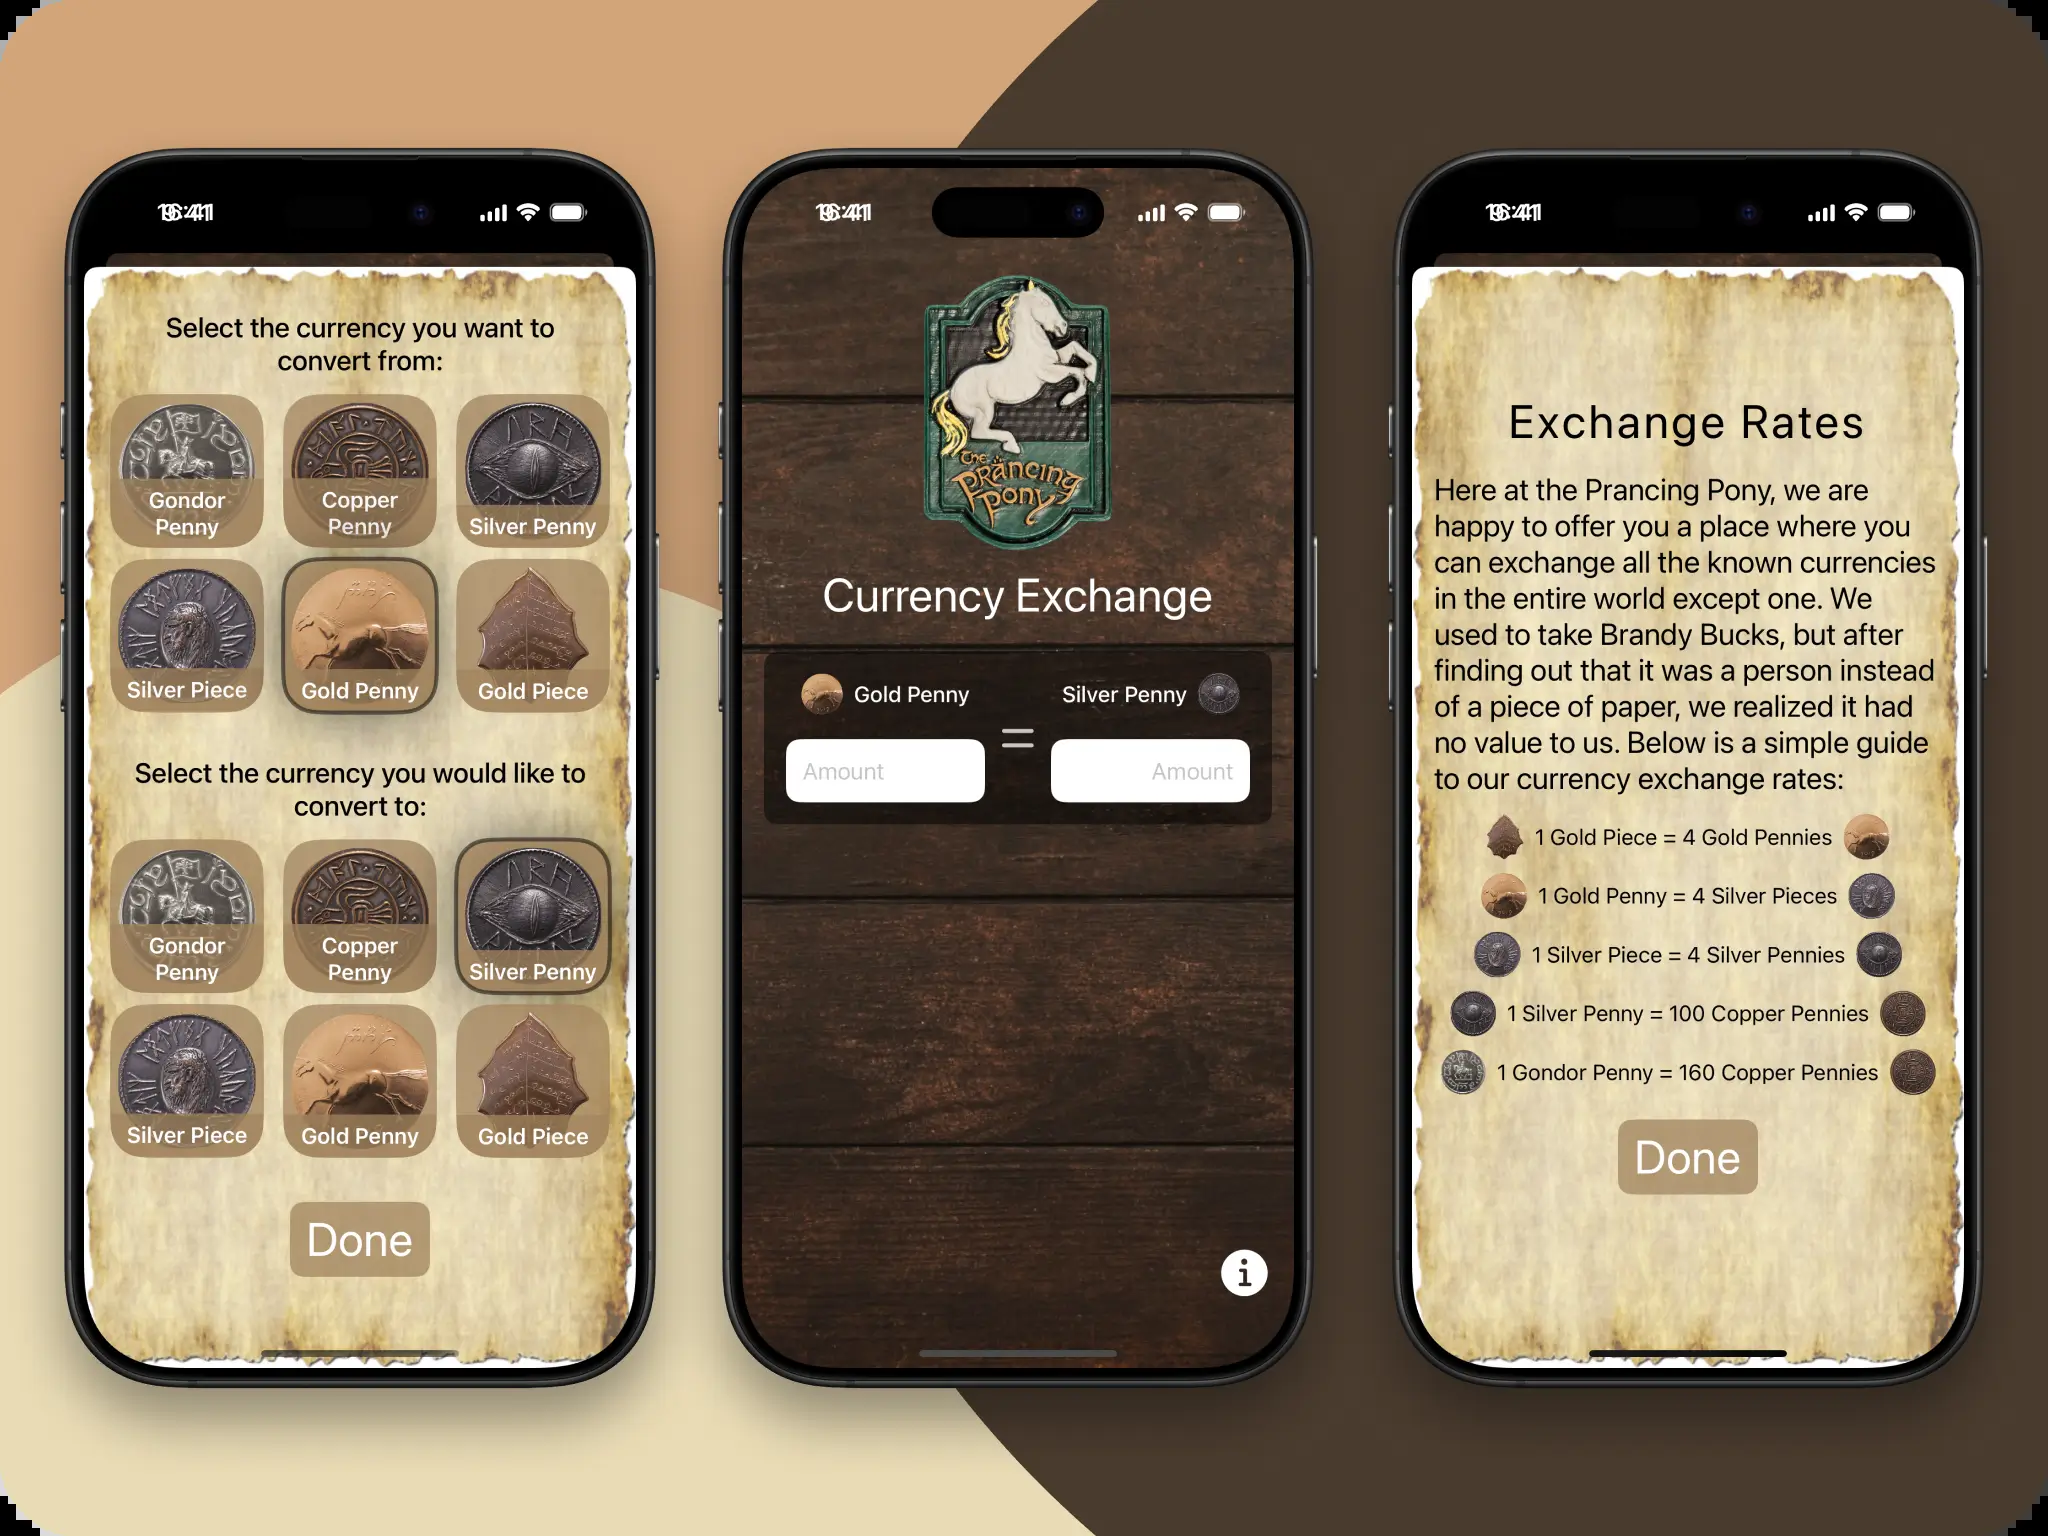 Select the currency you want to
convert from:
Gondor
Penny
Copper
Penny
Silver Penny
Silver Piece
Gold Penny
Gold Piece
Select the currency you would like to
convert to:
Gondor
Penny
Copper
Penny
Silver Penny
Silver Piece
Gold Penny
Gold Piece
Done
The
Prancing
Pony
Currency Exchange
Gold Penny
Silver Penny
=
Amount
Amount
i
Exchange Rates
Here at the Prancing Pony, we are
happy to offer you a place where you
can exchange all the known currencies
in the entire world except one. We
used to take Brandy Bucks, but after
finding out that it was a person instead
of a piece of paper, we realized it had
no value to us. Below is a simple guide
to our currency exchange rates:
1 Gold Piece = 4 Gold Pennies
1 Gold Penny = 4 Silver Pieces
1 Silver Piece = 4 Silver Pennies
1 Silver Penny = 100 Copper Pennies
1 Gondor Penny = 160 Copper Pennies
Done